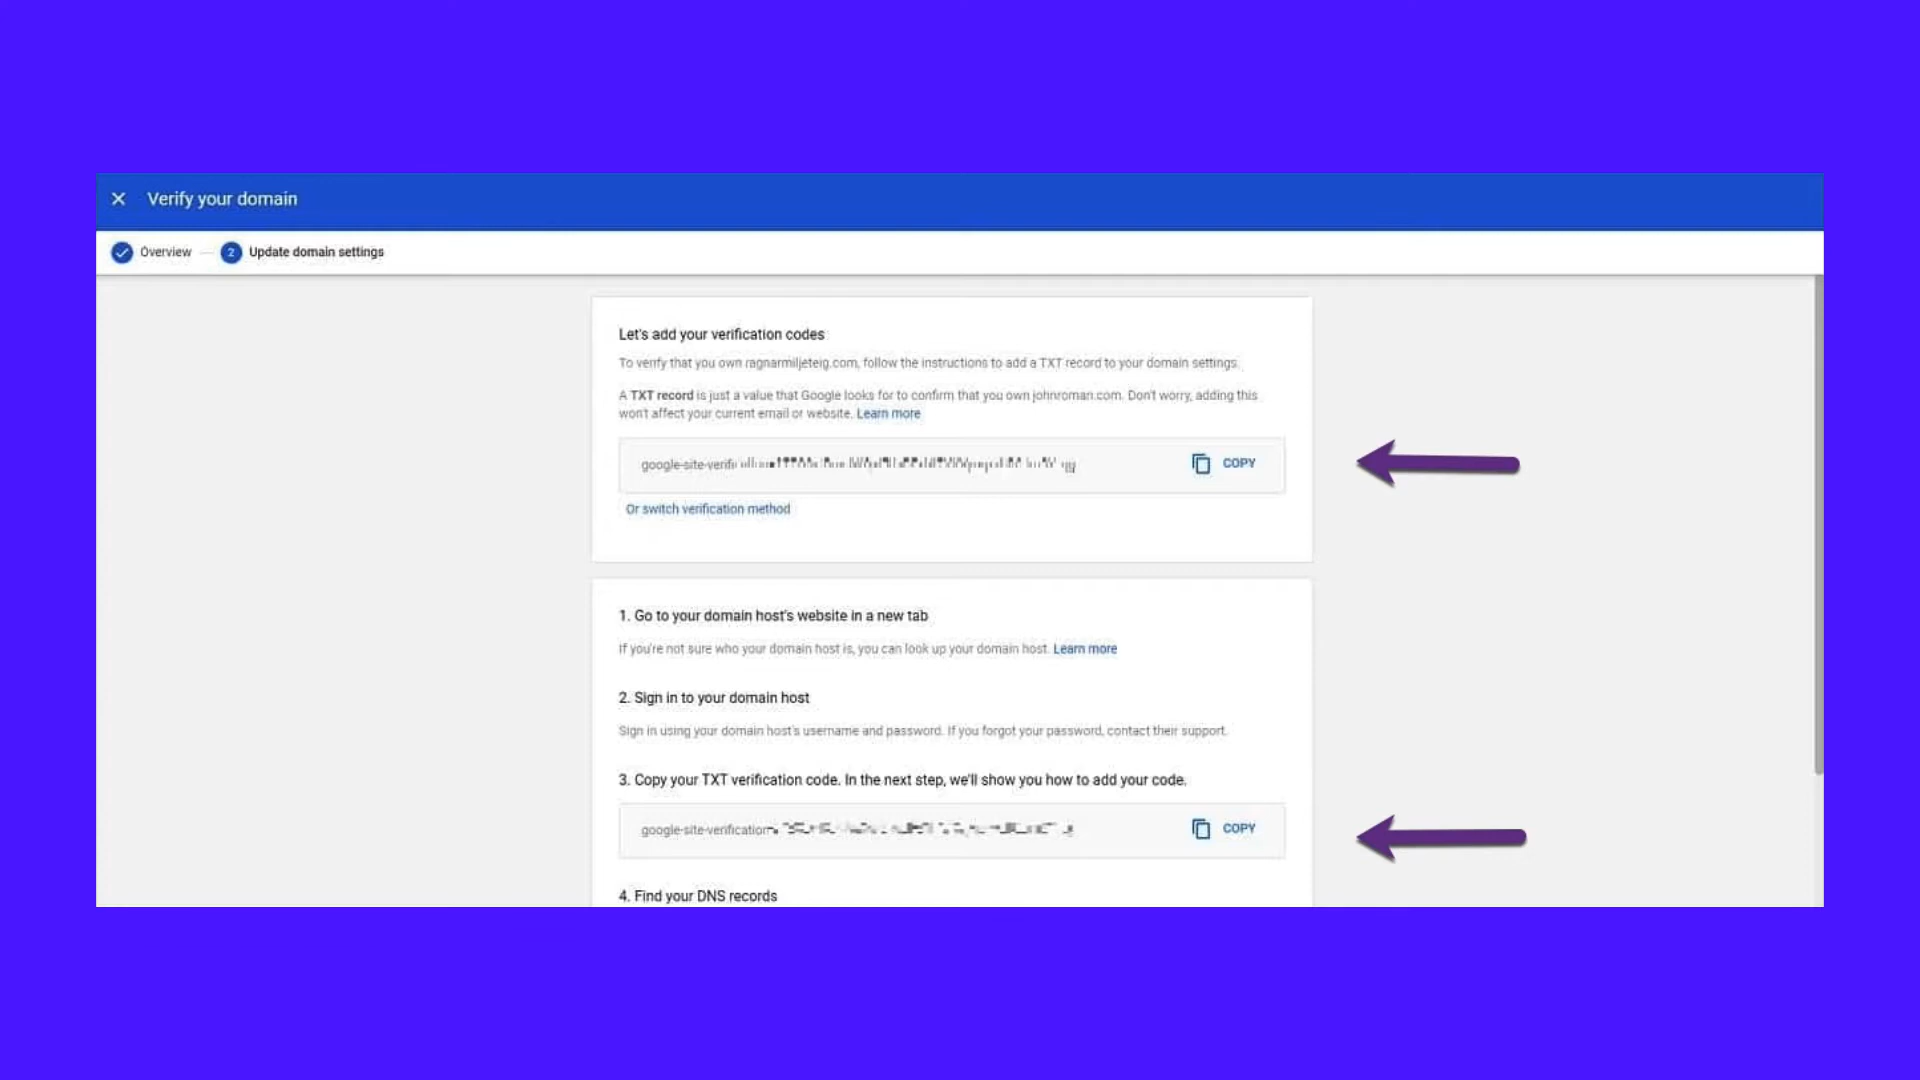 Verify your domain
Overview
2 Update domain settings
Let's add your verification codes
To verify that you own ragnarmiljeteig.com, follow the instructions to add a TXT record to your domain settings.
A TXT record is just a value that Google looks for to confirm that you own johnroman.com. Don't worry, adding this
won't affect your current email or website. Learn more
google-site-verifi
COPY
Or switch verification method
1. Go to your domain host's website in a new tab
If you're not sure who your domain host is, you can look up your domain host. Learn more
2. Sign in to your domain host
Sign in using your domain host's username and password. If you forgot your password, contact their support.
3. Copy your TXT verification code. In the next step, we'll show you how to add your code.
google-site-verification
COPY
4. Find your DNS records